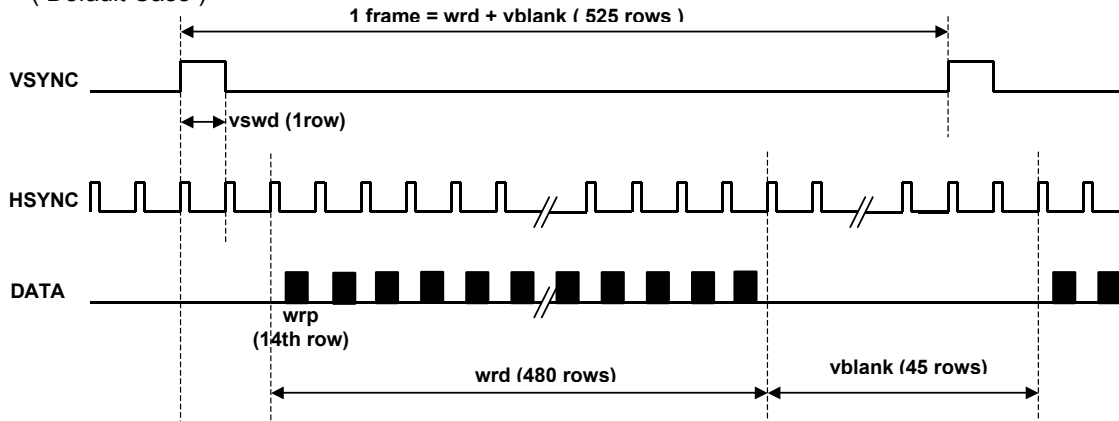 ( Default Case )
1 frame = wrd + vblank ( 525 rows )
VSYNC
vswd (1row)
HSYNC
DATA
wrp
(14th row)
wrd (480 rows)
vblank (45 rows)